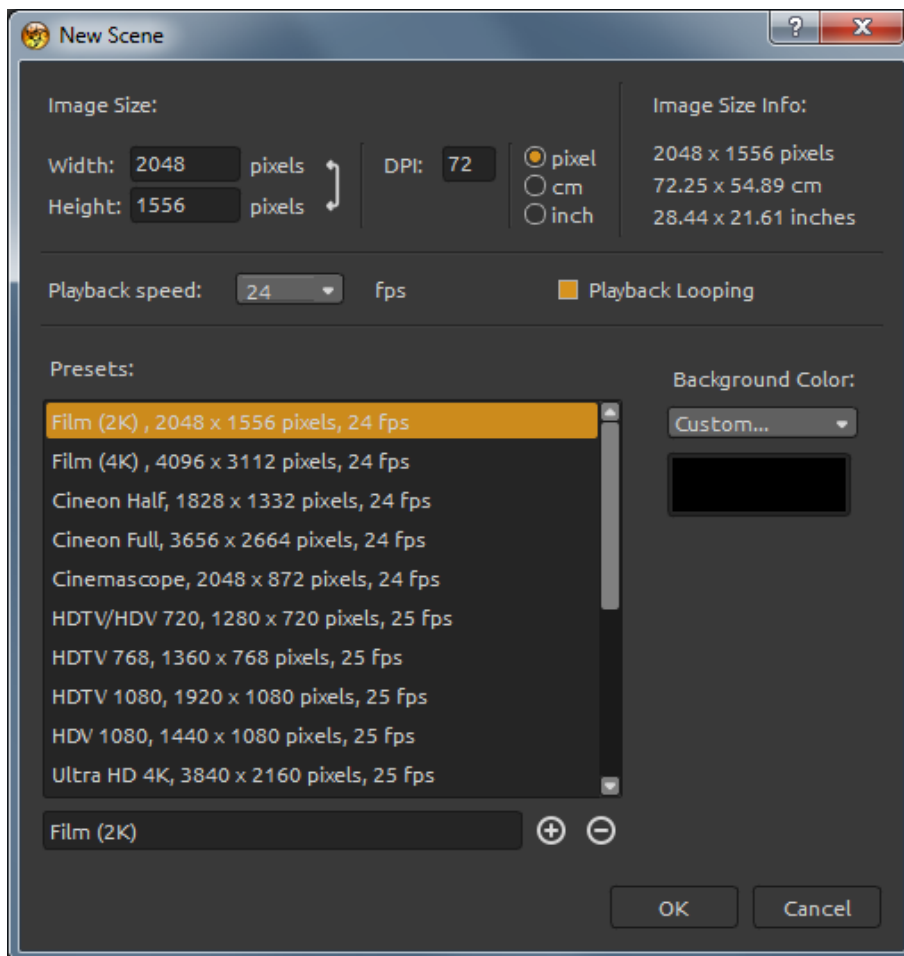 New Scene
?
Image Size:
Image Size Info:
Width: 2048 pixels
Height: 1556 pixels
DPI: 72
pixel
cm
inch
2048 x 1556 pixels
72.25 x 54.89 cm
28.44 x 21.61 inches
Playback speed: 24 fps
Playback Looping
Presets:
Film (2K) , 2048 x 1556 pixels, 24 fps
Film (4K) , 4096 x 3112 pixels, 24 fps
Cineon Half, 1828 x 1332 pixels, 24 fps
Cineon Full, 3656 x 2664 pixels, 24 fps
Cinemascope, 2048 x 872 pixels, 24 fps
HDTV/HDV 720, 1280 x 720 pixels, 25 fps
HDTV 768, 1360 x 768 pixels, 25 fps
HDTV 1080, 1920 x 1080 pixels, 25 fps
HDV 1080, 1440 x 1080 pixels, 25 fps
Ultra HD 4K, 3840 x 2160 pixels, 25 fps
Film (2K)
Background Color:
Custom...
OK
Cancel